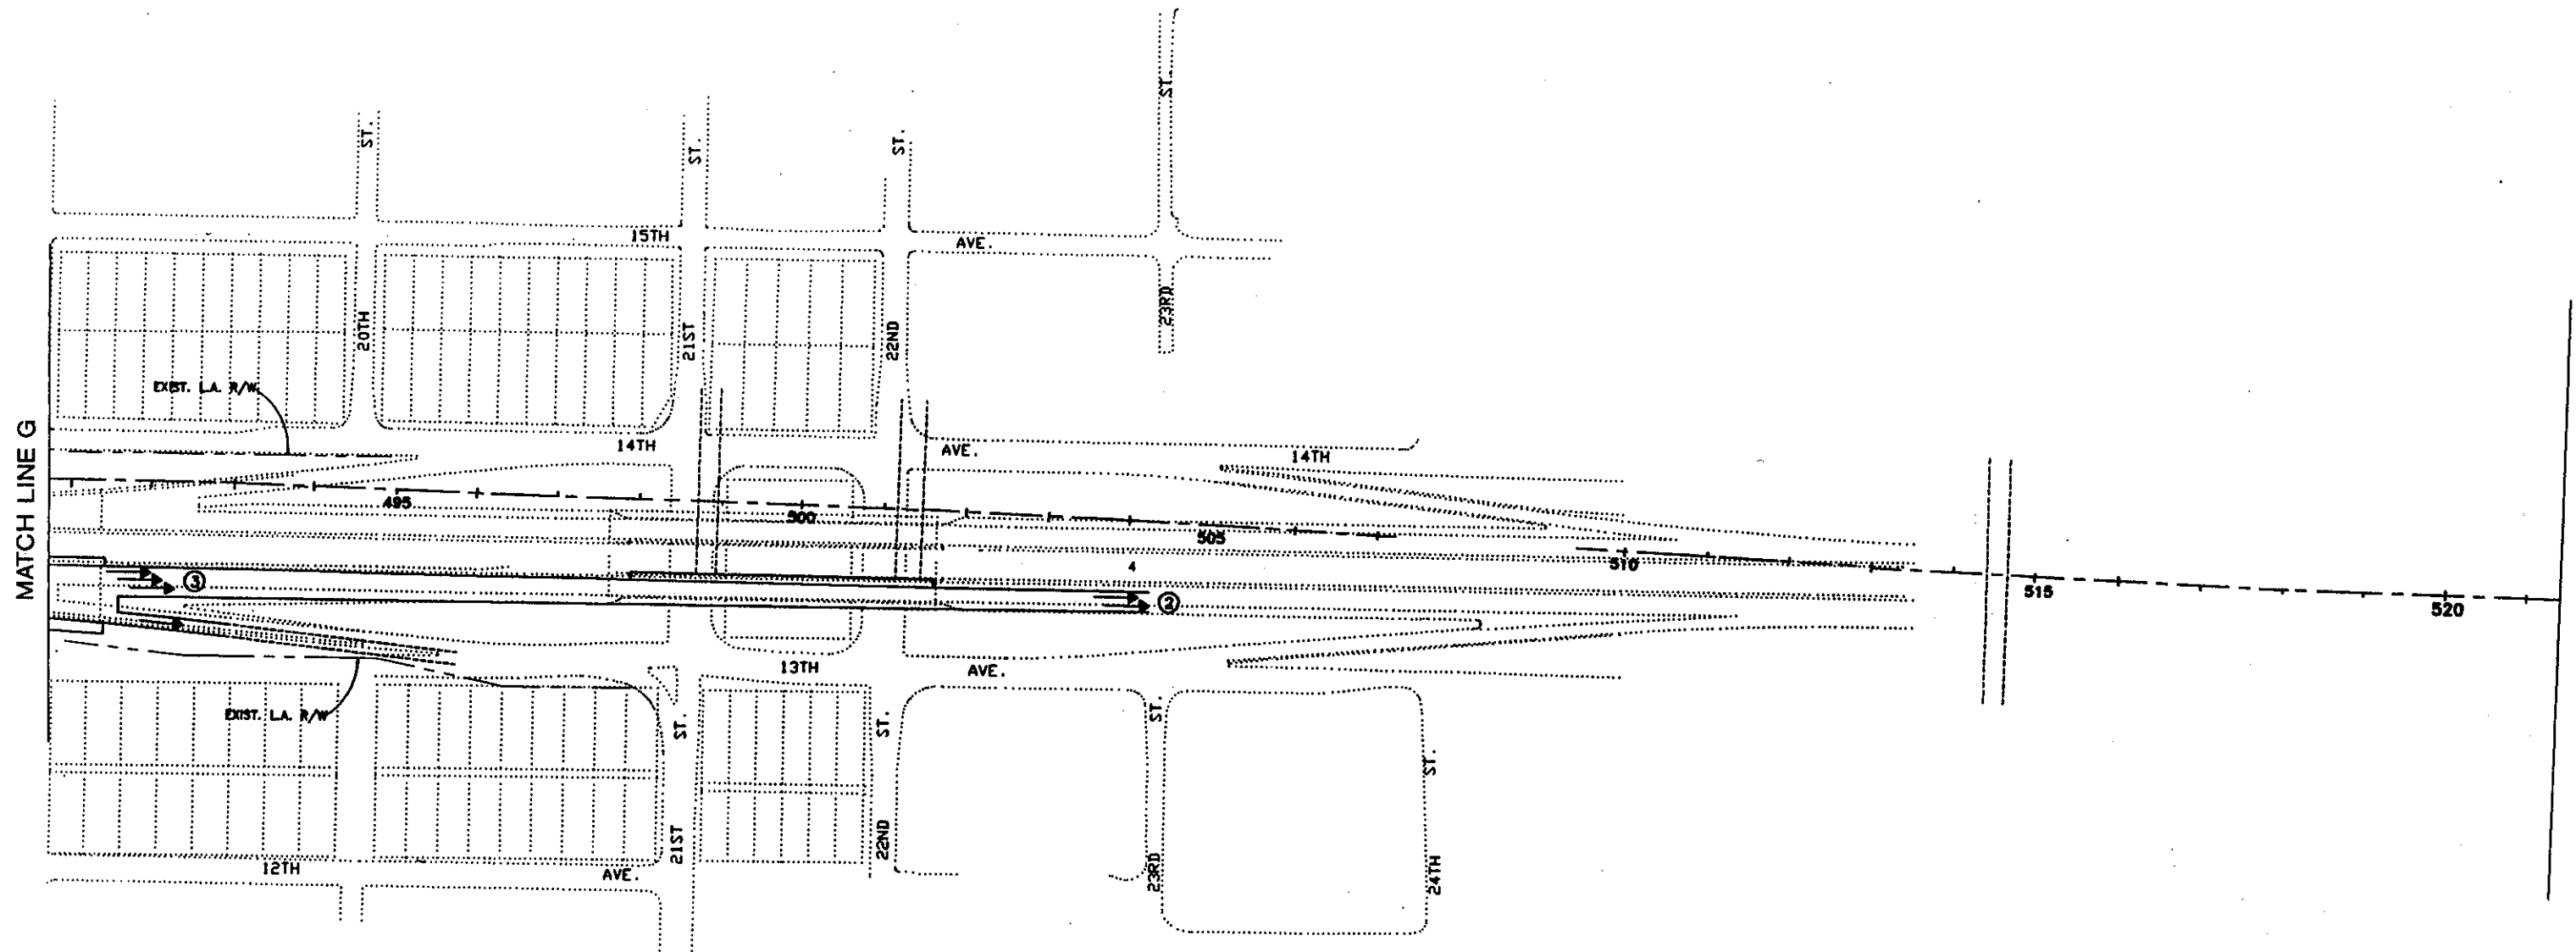 ST.
ST.
ST.
ST.
15TH
AVE.
23RD
20TH
21ST
22ND
EXIST. L.A. R/W
MATCH LINE G
14TH
AVE.
14TH
495
500
505
4
510
515
520
3
2
13TH
AVE.
EXIST. L.A. R/W
ST.
ST.
ST.
ST.
21ST
22ND
23RD
24TH
12TH
AVE.